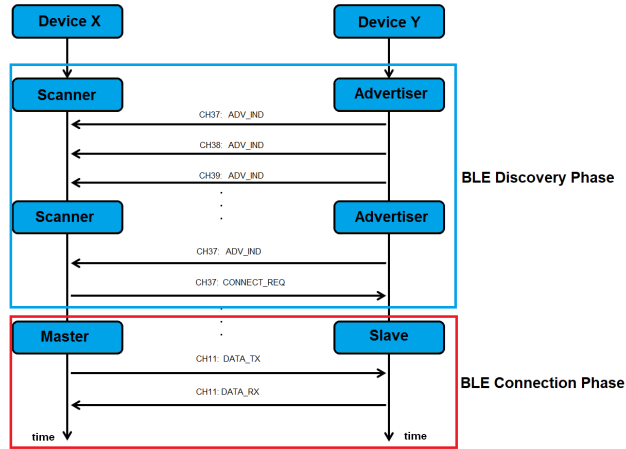 Device X
Device Y
Scanner
Advertiser
CH37: ADV_IND
CH38: ADV_IND
CH39: ADV_IND
BLE Discovery Phase
Scanner
Advertiser
CH37: ADV_IND
CH37: CONNECT_REQ
Master
Slave
CH11: DATA_TX
BLE Connection Phase
CH11: DATA_RX
time
time